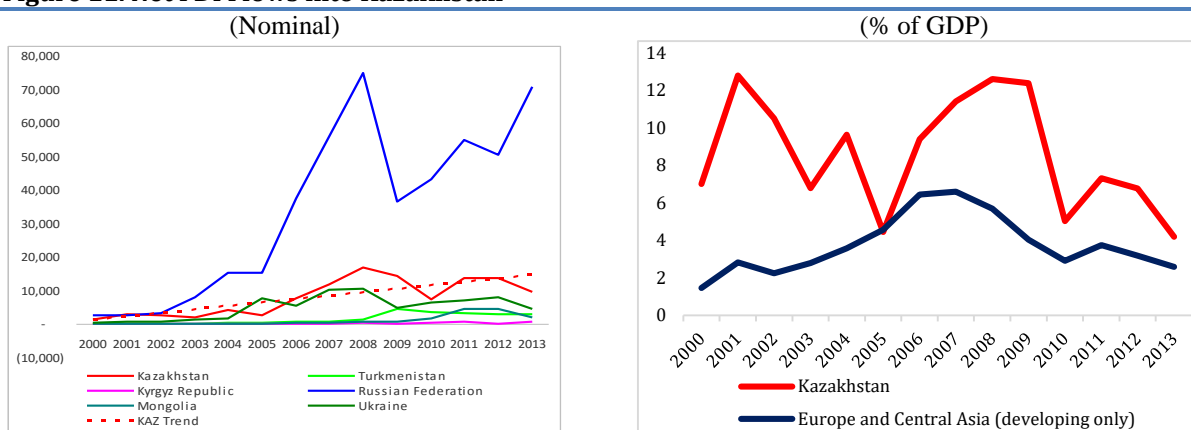 (Nominal)
80,000
70,000
60,000
50,000
40,000
30,000
20,000
10,000
-
(10,000)
2000 2001 2002 2003 2004 2005 2006 2007 2008 2009 2010 2011 2012 2013
Kazakhstan
Turkmenistan
Kyrgyz Republic
Russian Federation
Mongolia
Ukraine
KAZ Trend
(% of GDP)
14
12
10
8
6
4
2
0
2000 2001 2002 2003 2004 2005 2006 2007 2008 2009 2010 2011 2012 2013
Kazakhstan
Europe and Central Asia (developing only)